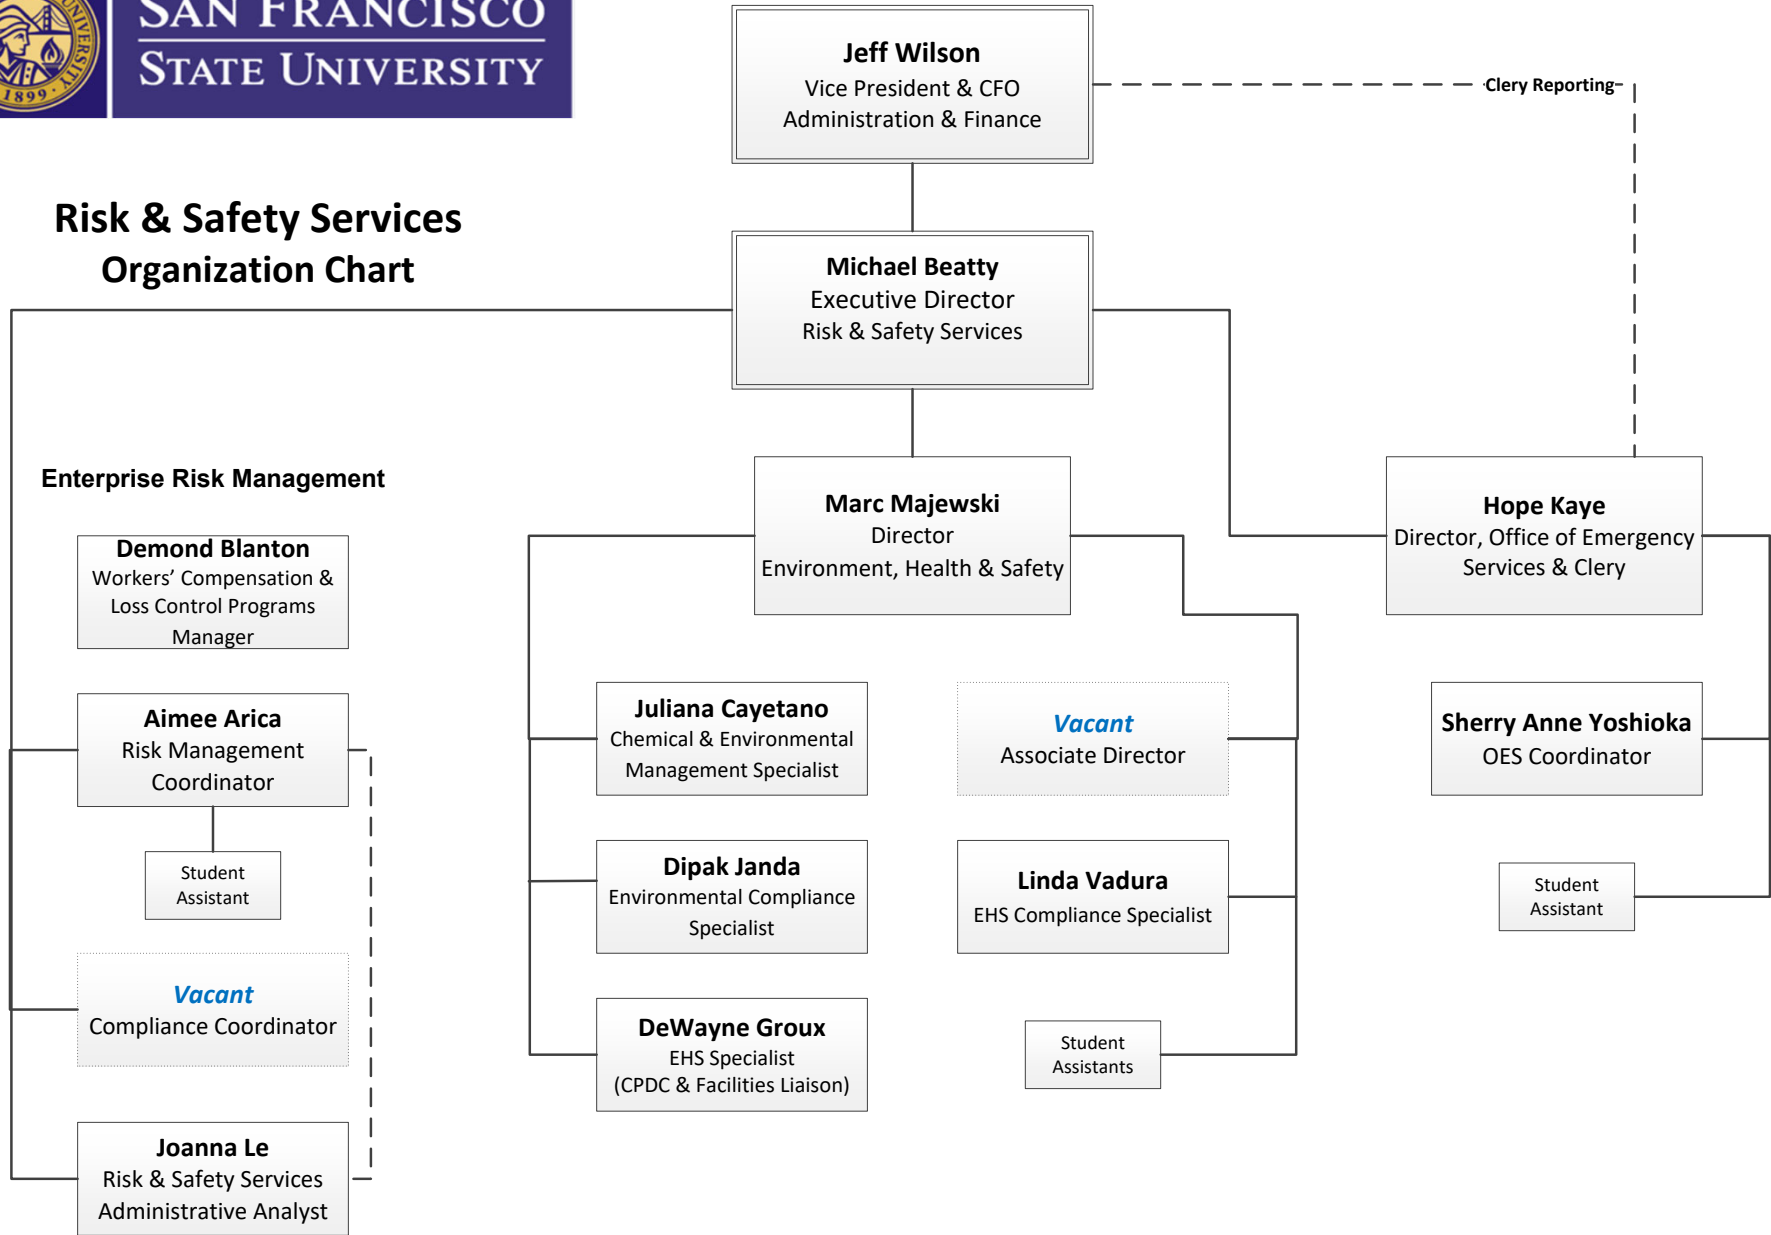 SAN FRANCISCO
STATE UNIVERSITY
UNIVERSITY
1899
Risk & Safety Services
Organization Chart
Jeff Wilson
Vice President & CFO
Administration & Finance
Clery Reporting
Michael Beatty
Executive Director
Risk & Safety Services
Enterprise Risk Management
Demond Blanton
Workers’ Compensation &
Loss Control Programs
Manager
Aimee Arica
Risk Management
Coordinator
Student
Assistant
Vacant
Compliance Coordinator
Joanna Le
Risk & Safety Services
Administrative Analyst
Marc Majewski
Director
Environment, Health & Safety
Juliana Cayetano
Chemical & Environmental
Management Specialist
Dipak Janda
Environmental Compliance
Specialist
DeWayne Groux
EHS Specialist
(CPDC & Facilities Liaison)
Vacant
Associate Director
Linda Vadura
EHS Compliance Specialist
Student
Assistants
Hope Kaye
Director, Office of Emergency
Services & Clery
Sherry Anne Yoshioka
OES Coordinator
Student
Assistant